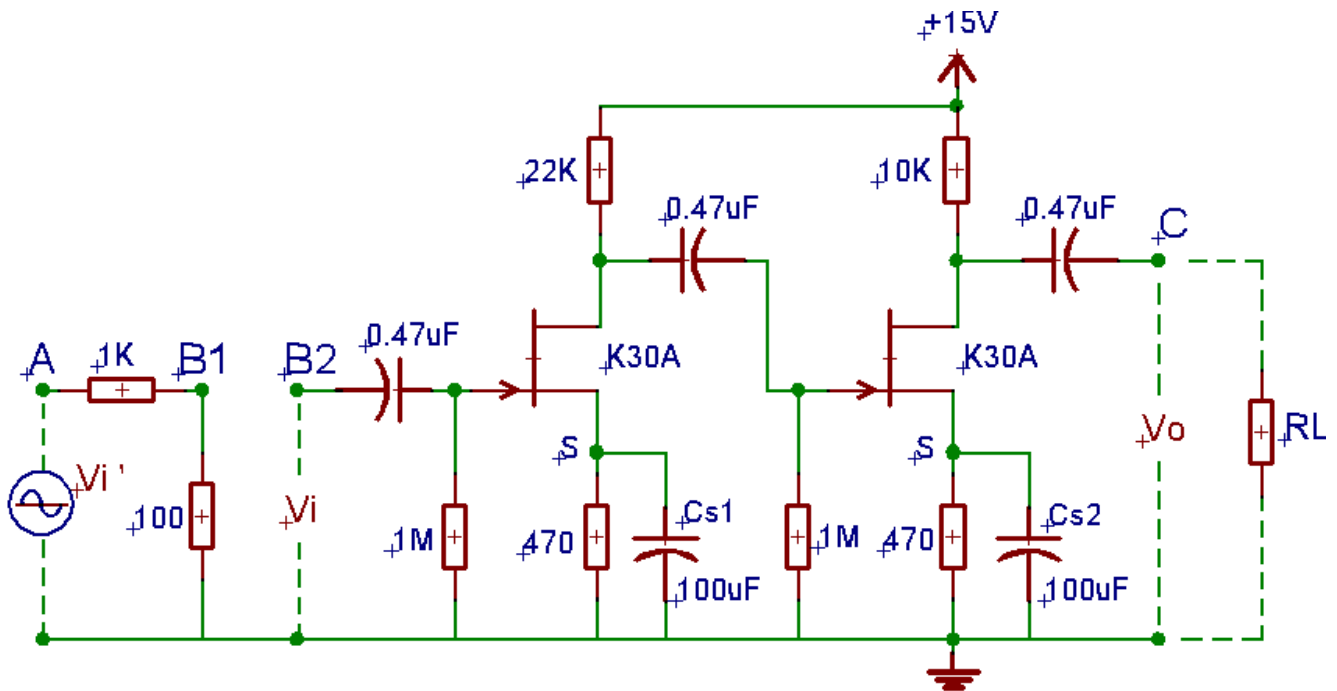 +15V
22K
10K
0.47uF
0.47uF
C
0.47uF
A
1K
B1
B2
K30A
K30A
Vi '
100
Vi
1M
S
470
Cs1
100uF
1M
S
470
Cs2
100uF
Vo
RL